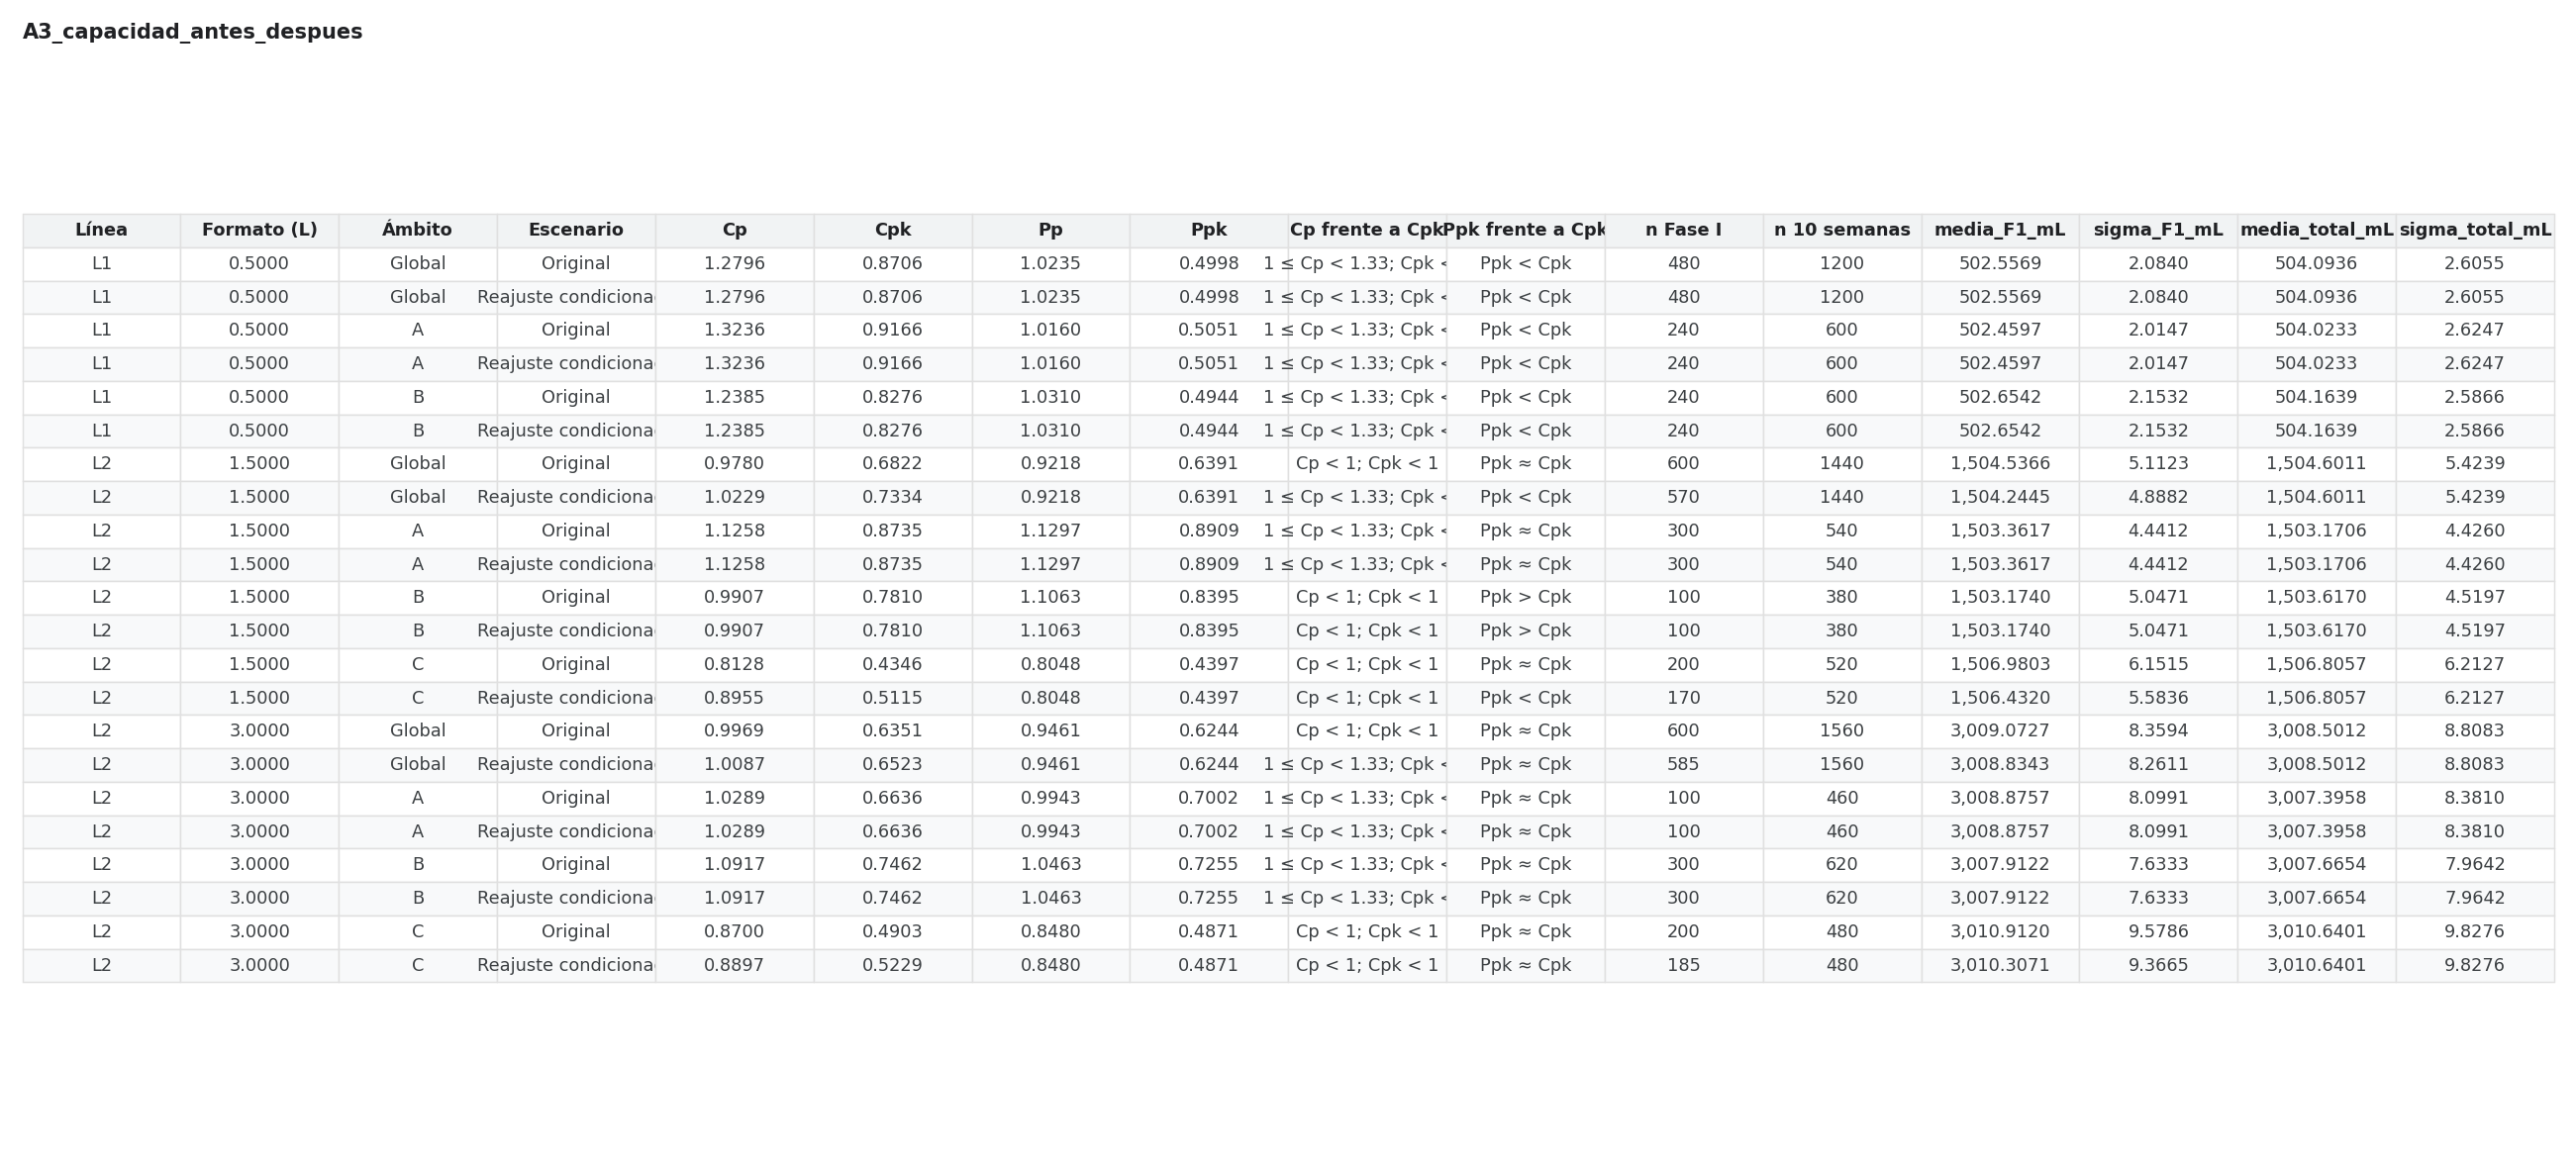 A3_capacidad_antes_despues
Línea Formato (L) Ámbito Escenario Cp Cpk Pp Ppk Cp frente a Cpk Ppk frente a Cpk n Fase I n 10 semanas media_F1_mL sigma_F1_mL media_total_mL sigma_total_mL
L1 0.5000 Global Original 1.2796 0.8706 1.0235 0.4998 1 ≤ Cp < 1.33; Cpk < Ppk < Cpk 480 1200 502.5569 2.0840 504.0936 2.6055
L1 0.5000 Global Reajuste condiciona 1.2796 0.8706 1.0235 0.4998 1 ≤ Cp < 1.33; Cpk < Ppk < Cpk 480 1200 502.5569 2.0840 504.0936 2.6055
L1 0.5000 A Original 1.3236 0.9166 1.0160 0.5051 1 ≤ Cp < 1.33; Cpk < Ppk < Cpk 240 600 502.4597 2.0147 504.0233 2.6247
L1 0.5000 A Reajuste condiciona 1.3236 0.9166 1.0160 0.5051 1 ≤ Cp < 1.33; Cpk < Ppk < Cpk 240 600 502.4597 2.0147 504.0233 2.6247
L1 0.5000 B Original 1.2385 0.8276 1.0310 0.4944 1 ≤ Cp < 1.33; Cpk < Ppk < Cpk 240 600 502.6542 2.1532 504.1639 2.5866
L1 0.5000 B Reajuste condiciona 1.2385 0.8276 1.0310 0.4944 1 ≤ Cp < 1.33; Cpk < Ppk < Cpk 240 600 502.6542 2.1532 504.1639 2.5866
L2 1.5000 Global Original 0.9780 0.6822 0.9218 0.6391 Cp < 1; Cpk < 1 Ppk ≈ Cpk 600 1440 1,504.5366 5.1123 1,504.6011 5.4239
L2 1.5000 Global Reajuste condiciona 1.0229 0.7334 0.9218 0.6391 1 ≤ Cp < 1.33; Cpk < Ppk < Cpk 570 1440 1,504.2445 4.8882 1,504.6011 5.4239
L2 1.5000 A Original 1.1258 0.8735 1.1297 0.8909 1 ≤ Cp < 1.33; Cpk < Ppk ≈ Cpk 300 540 1,503.3617 4.4412 1,503.1706 4.4260
L2 1.5000 A Reajuste condiciona 1.1258 0.8735 1.1297 0.8909 1 ≤ Cp < 1.33; Cpk < Ppk ≈ Cpk 300 540 1,503.3617 4.4412 1,503.1706 4.4260
L2 1.5000 B Original 0.9907 0.7810 1.1063 0.8395 Cp < 1; Cpk < 1 Ppk > Cpk 100 380 1,503.1740 5.0471 1,503.6170 4.5197
L2 1.5000 B Reajuste condiciona 0.9907 0.7810 1.1063 0.8395 Cp < 1; Cpk < 1 Ppk > Cpk 100 380 1,503.1740 5.0471 1,503.6170 4.5197
L2 1.5000 C Original 0.8128 0.4346 0.8048 0.4397 Cp < 1; Cpk < 1 Ppk ≈ Cpk 200 520 1,506.9803 6.1515 1,506.8057 6.2127
L2 1.5000 C Reajuste condiciona 0.8955 0.5115 0.8048 0.4397 Cp < 1; Cpk < 1 Ppk < Cpk 170 520 1,506.4320 5.5836 1,506.8057 6.2127
L2 3.0000 Global Original 0.9969 0.6351 0.9461 0.6244 Cp < 1; Cpk < 1 Ppk ≈ Cpk 600 1560 3,009.0727 8.3594 3,008.5012 8.8083
L2 3.0000 Global Reajuste condiciona 1.0087 0.6523 0.9461 0.6244 1 ≤ Cp < 1.33; Cpk < Ppk ≈ Cpk 585 1560 3,008.8343 8.2611 3,008.5012 8.8083
L2 3.0000 A Original 1.0289 0.6636 0.9943 0.7002 1 ≤ Cp < 1.33; Cpk < Ppk ≈ Cpk 100 460 3,008.8757 8.0991 3,007.3958 8.3810
L2 3.0000 A Reajuste condiciona 1.0289 0.6636 0.9943 0.7002 1 ≤ Cp < 1.33; Cpk < Ppk ≈ Cpk 100 460 3,008.8757 8.0991 3,007.3958 8.3810
L2 3.0000 B Original 1.0917 0.7462 1.0463 0.7255 1 ≤ Cp < 1.33; Cpk < Ppk ≈ Cpk 300 620 3,007.9122 7.6333 3,007.6654 7.9642
L2 3.0000 B Reajuste condiciona 1.0917 0.7462 1.0463 0.7255 1 ≤ Cp < 1.33; Cpk < Ppk ≈ Cpk 300 620 3,007.9122 7.6333 3,007.6654 7.9642
L2 3.0000 C Original 0.8700 0.4903 0.8480 0.4871 Cp < 1; Cpk < 1 Ppk ≈ Cpk 200 480 3,010.9120 9.5786 3,010.6401 9.8276
L2 3.0000 C Reajuste condiciona 0.8897 0.5229 0.8480 0.4871 Cp < 1; Cpk < 1 Ppk ≈ Cpk 185 480 3,010.3071 9.3665 3,010.6401 9.8276